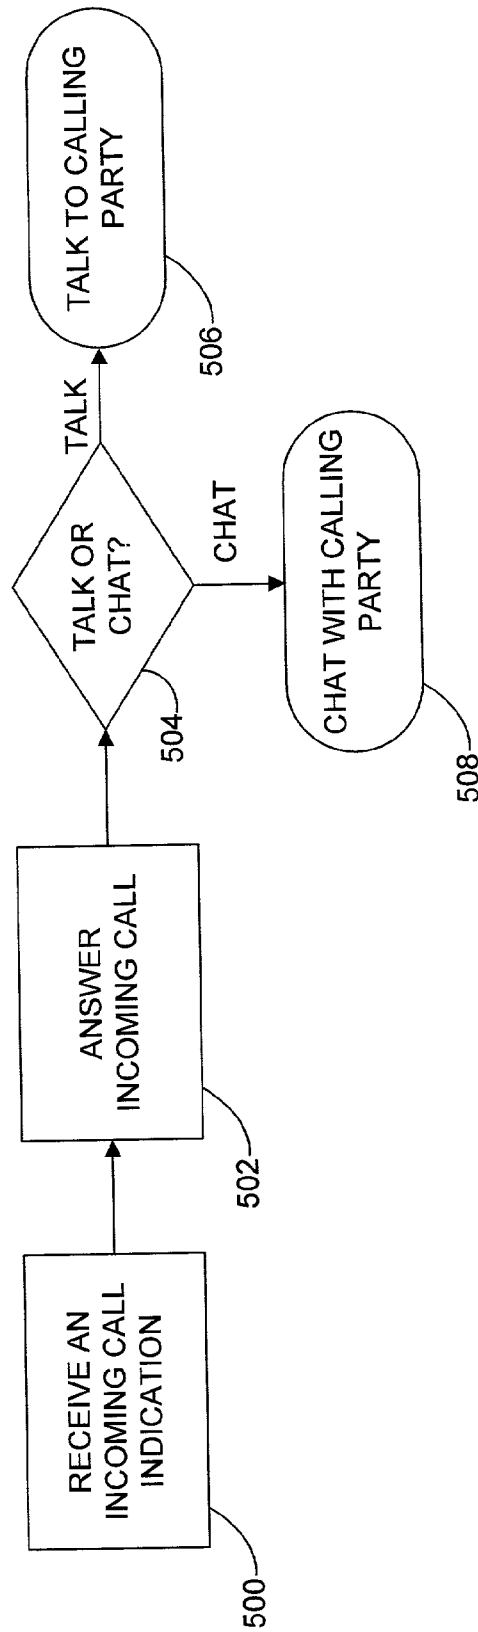 RECEIVE AN
INCOMING CALL
INDICATION
500
ANSWER
INCOMING CALL
502
TALK OR
CHAT?
504
TALK
TALK TO CALLING
PARTY
506
CHAT
CHAT WITH CALLING
PARTY
508